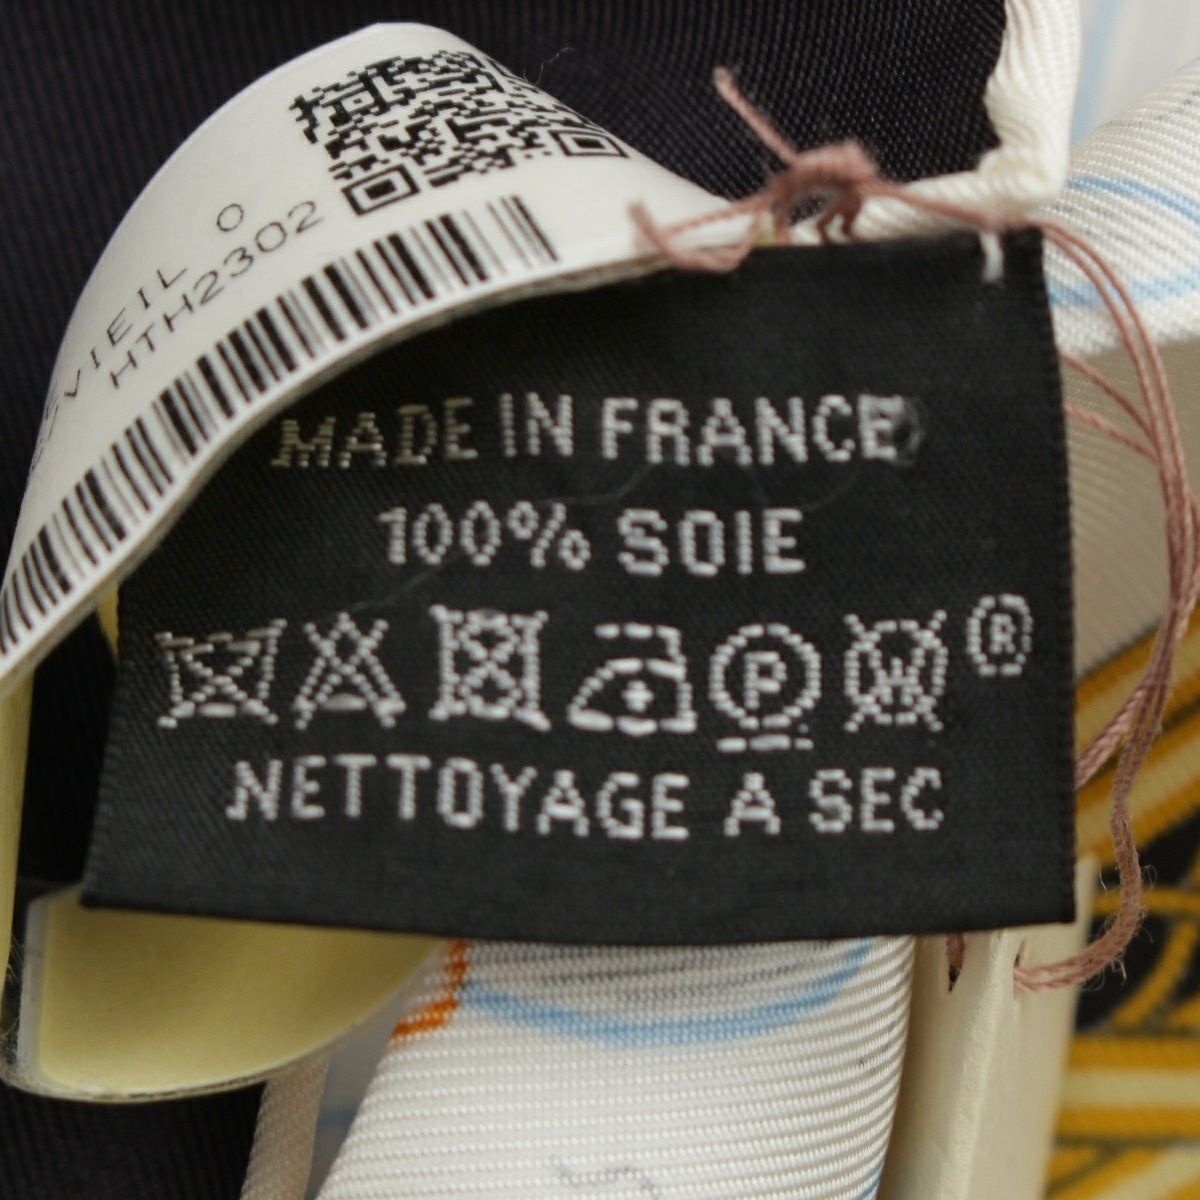 O
VIEIL
HTH2302
MADE IN FRANCE
100% SOIE
P W ®
NETTOYAGE A SEC